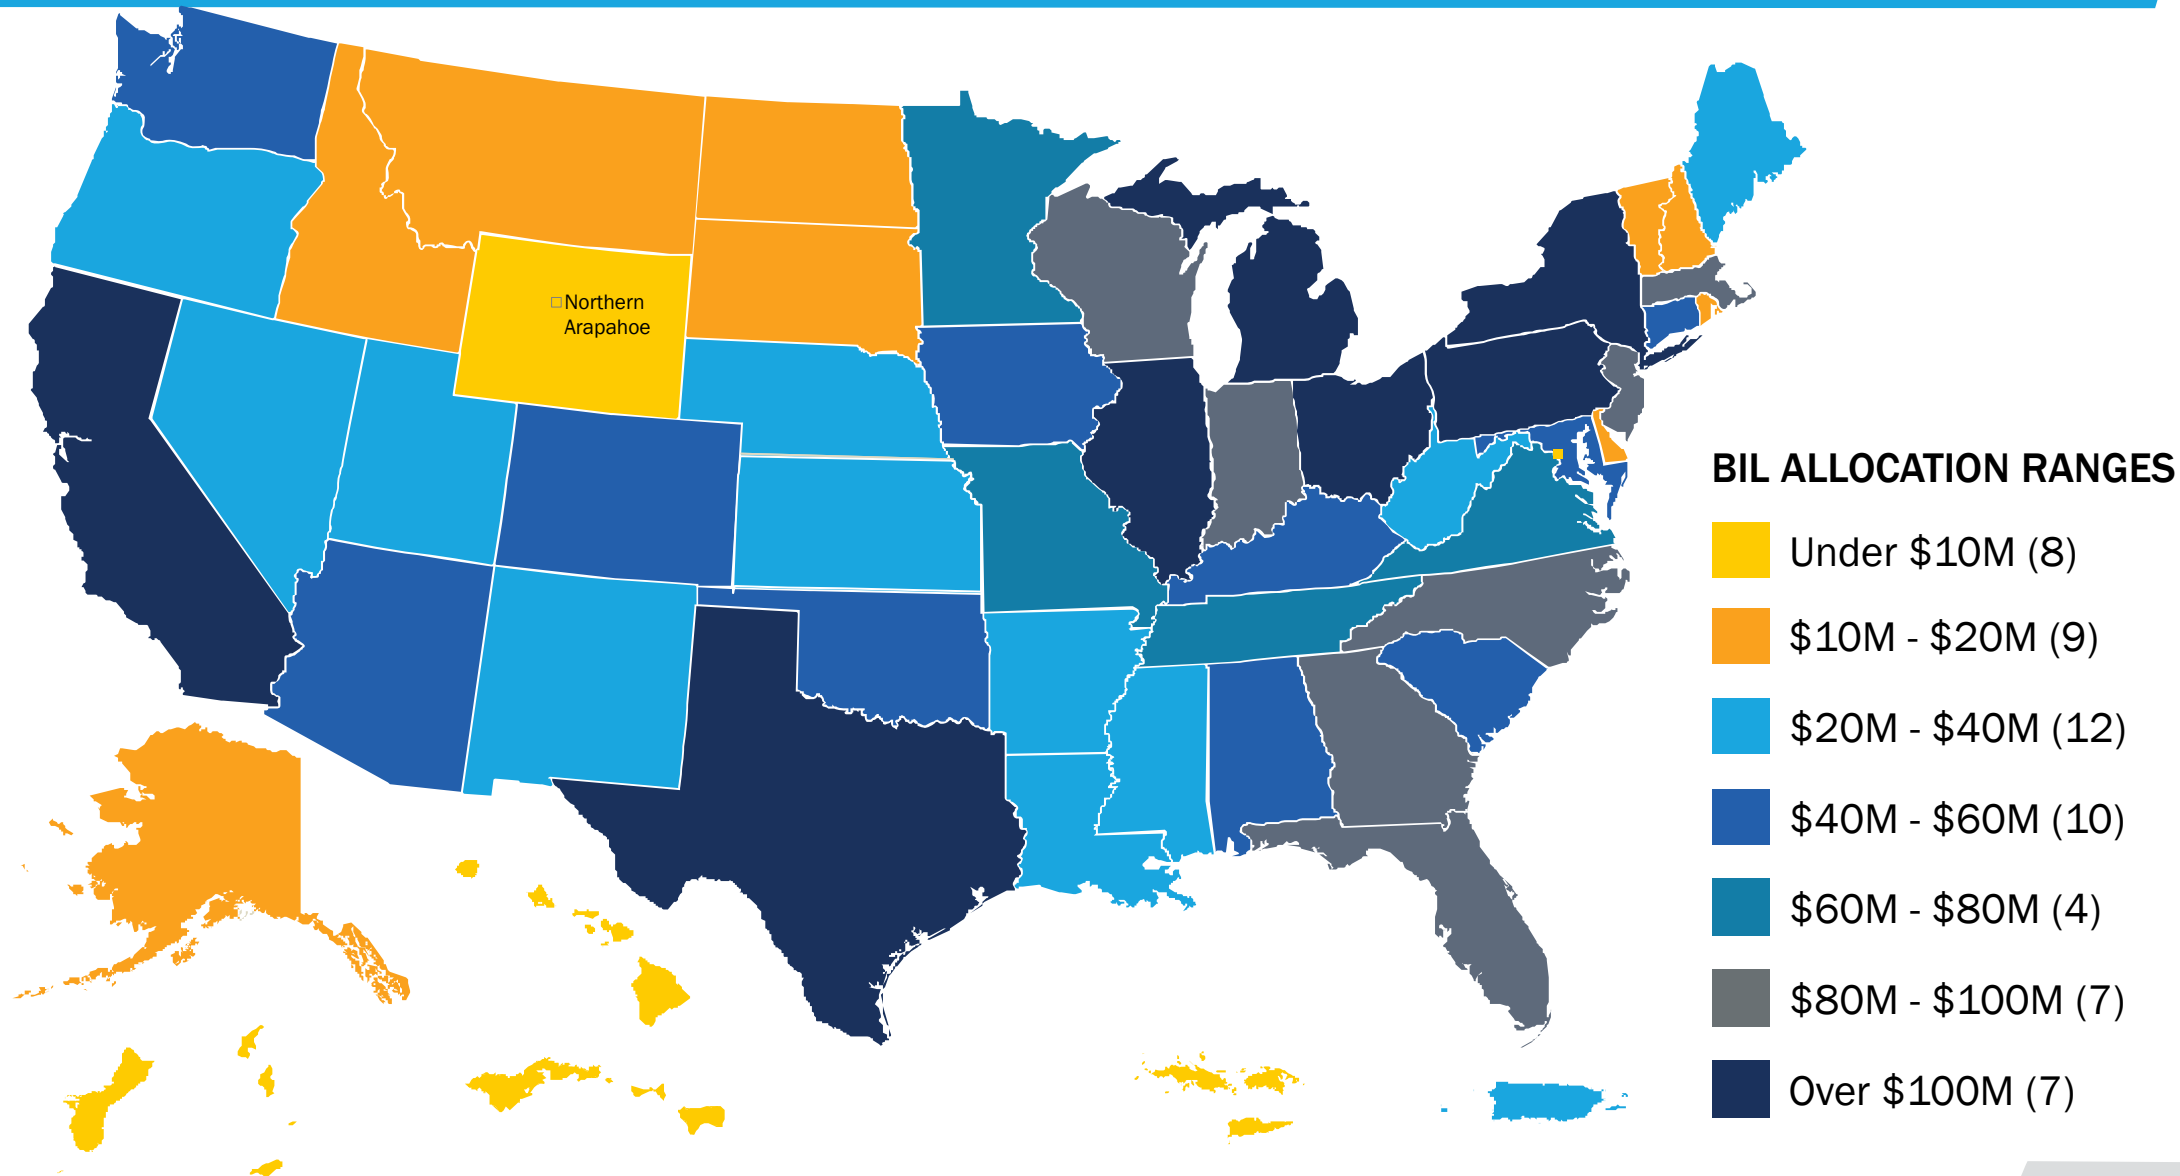 Northern
Arapahoe
BIL ALLOCATION RANGES
Under $10M (8)
$10M - $20M (9)
$20M - $40M (12)
$40M - $60M (10)
$60M - $80M (4)
$80M - $100M (7)
Over $100M (7)